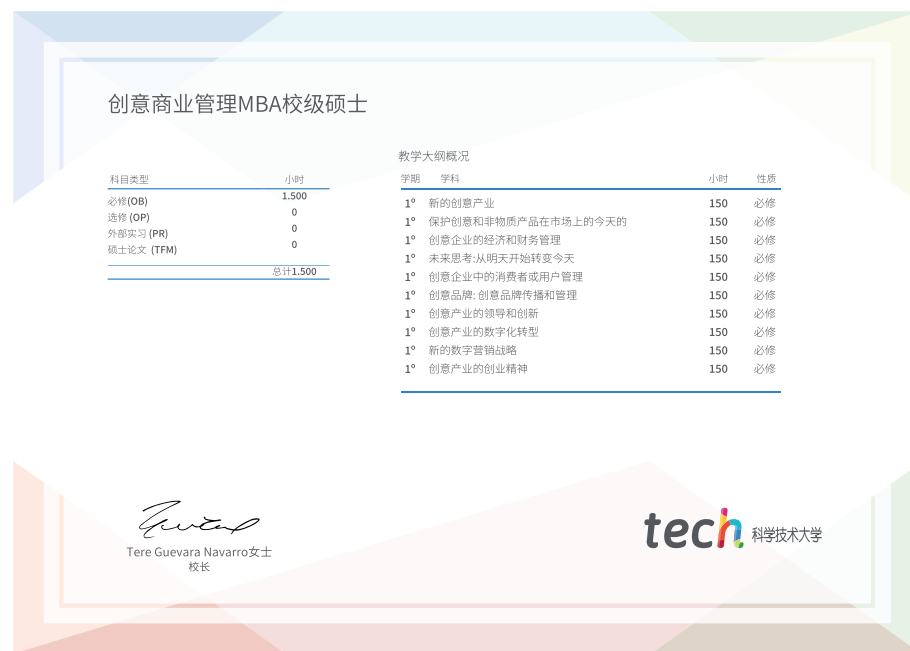 创意商业管理MBA校级硕士
科目类型 小时
必修(OB) 1.500
选修 (OP) 0
外部实习 (PR) 0
硕士论文 (TFM) 0
总计1.500
教学大纲概况
学期 学科 小时 性质
1º 新的创意产业 150 必修
1º 保护创意和非物质产品在市场上的今天的 150 必修
1º 创意企业的经济和财务管理 150 必修
1º 未来思考:从明天开始转变今天 150 必修
1º 创意企业中的消费者或用户管理 150 必修
1º 创意品牌: 创意品牌传播和管理 150 必修
1º 创意产业的领导和创新 150 必修
1º 创意产业的数字化转型 150 必修
1º 新的数字营销战略 150 必修
1º 创意产业的创业精神 150 必修
Tere Guevara Navarro女士
校长
tech 科学技术大学